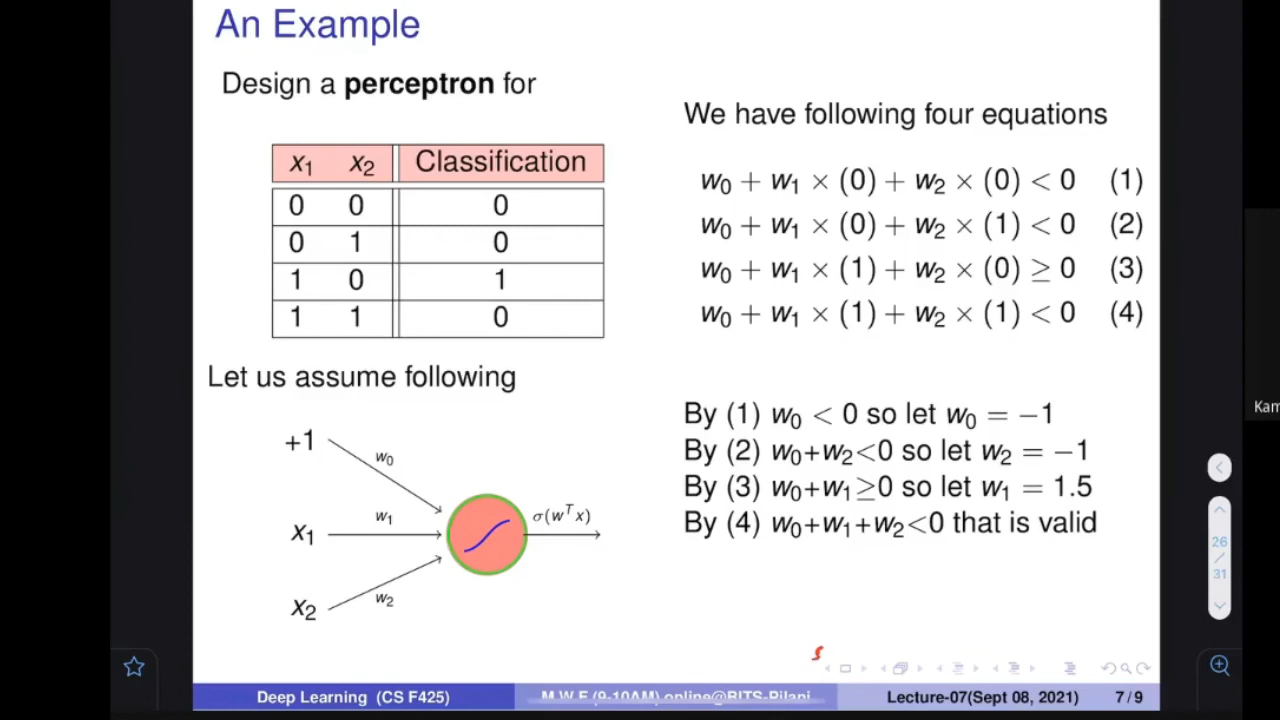 An Example
Design a perceptron for
x₁ x₂ Classification
0 0 0
0 1 0
1 0 1
1 1 0
Let us assume following
+1
w₀
x₁
w₁
σ(wᵀx)
x₂
w₂
We have following four equations
w₀ + w₁ × (0) + w₂ × (0) < 0 (1)
w₀ + w₁ × (0) + w₂ × (1) < 0 (2)
w₀ + w₁ × (1) + w₂ × (0) ≥ 0 (3)
w₀ + w₁ × (1) + w₂ × (1) < 0 (4)
By (1) w₀ < 0 so let w₀ = −1
By (2) w₀+w₂<0 so let w₂ = −1
By (3) w₀+w₁≥0 so let w₁ = 1.5
By (4) w₀+w₁+w₂<0 that is valid
Kam
26
/
31
Deep Learning (CS F425) M W F (9-10AM) online@BITS-Pilani Lecture-07(Sept 08, 2021) 7/9